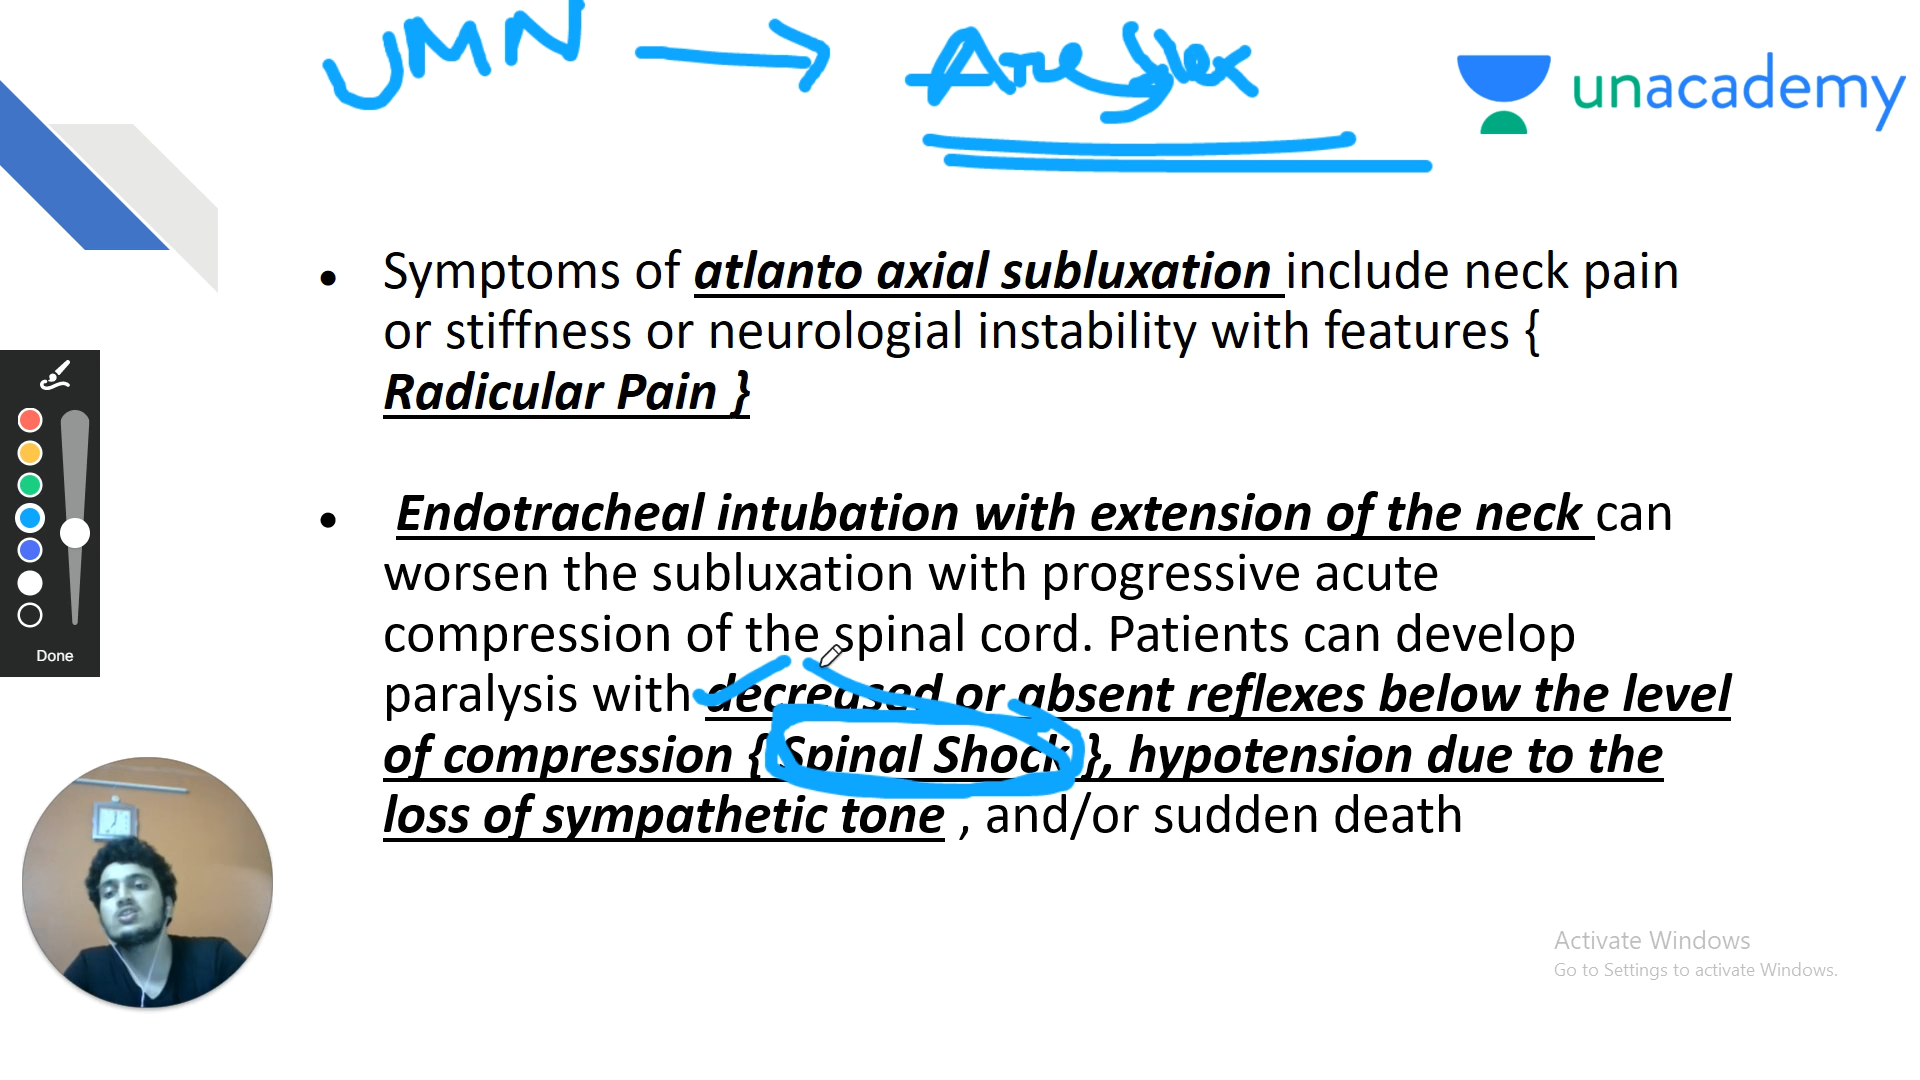 UMN → Areflex
unacademy
• Symptoms of atlanto axial subluxation include neck pain
or stiffness or neurologial instability with features {
Radicular Pain }
• Endotracheal intubation with extension of the neck can
worsen the subluxation with progressive acute
compression of the spinal cord. Patients can develop
paralysis with decreased or absent reflexes below the level
of compression { Spinal Shock }, hypotension due to the
loss of sympathetic tone , and/or sudden death
Done
Activate Windows
Go to Settings to activate Windows.